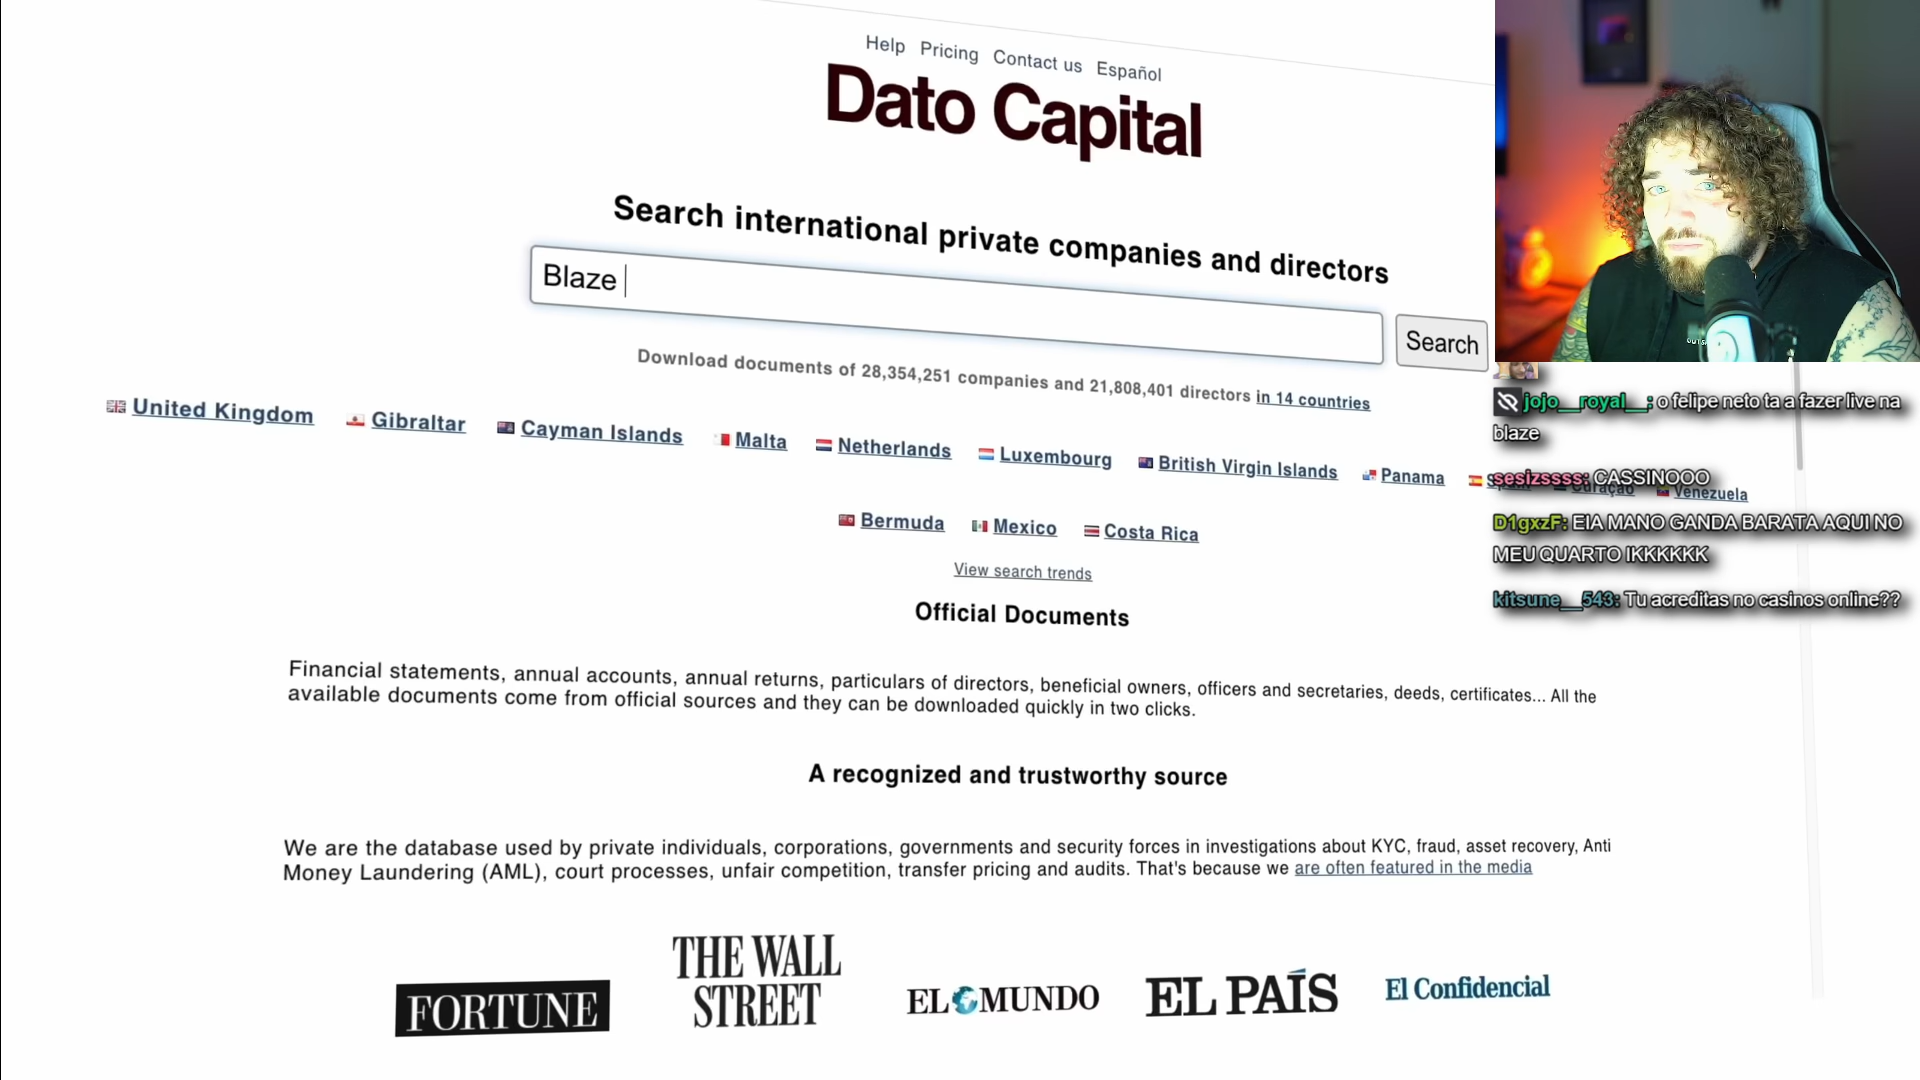 Help Pricing Contact us Español
Dato Capital
Search international private companies and directors
Blaze
Search
Download documents of 28,354,251 companies and 21,808,401 directors in 14 countries
United Kingdom Gibraltar Cayman Islands Malta Netherlands Luxembourg British Virgin Islands Panama Spain Curaçao Venezuela
Bermuda Mexico Costa Rica
View search trends
Official Documents
Financial statements, annual accounts, annual returns, particulars of directors, beneficial owners, officers and secretaries, deeds, certificates... All the
available documents come from official sources and they can be downloaded quickly in two clicks.
A recognized and trustworthy source
We are the database used by private individuals, corporations, governments and security forces in investigations about KYC, fraud, asset recovery, Anti
Money Laundering (AML), court processes, unfair competition, transfer pricing and audits. That's because we are often featured in the media
FORTUNE
THE WALL
STREET
EL MUNDO
EL PAÍS
El Confidencial
jojo__royal__: o felipe neto ta a fazer live na
blaze
sesizssss: CASSINOOO
D1gxzF: EIA MANO GANDA BARATA AQUI NO
MEU QUARTO IKKKKKK
kitsune__543: Tu acreditas no casinos online??